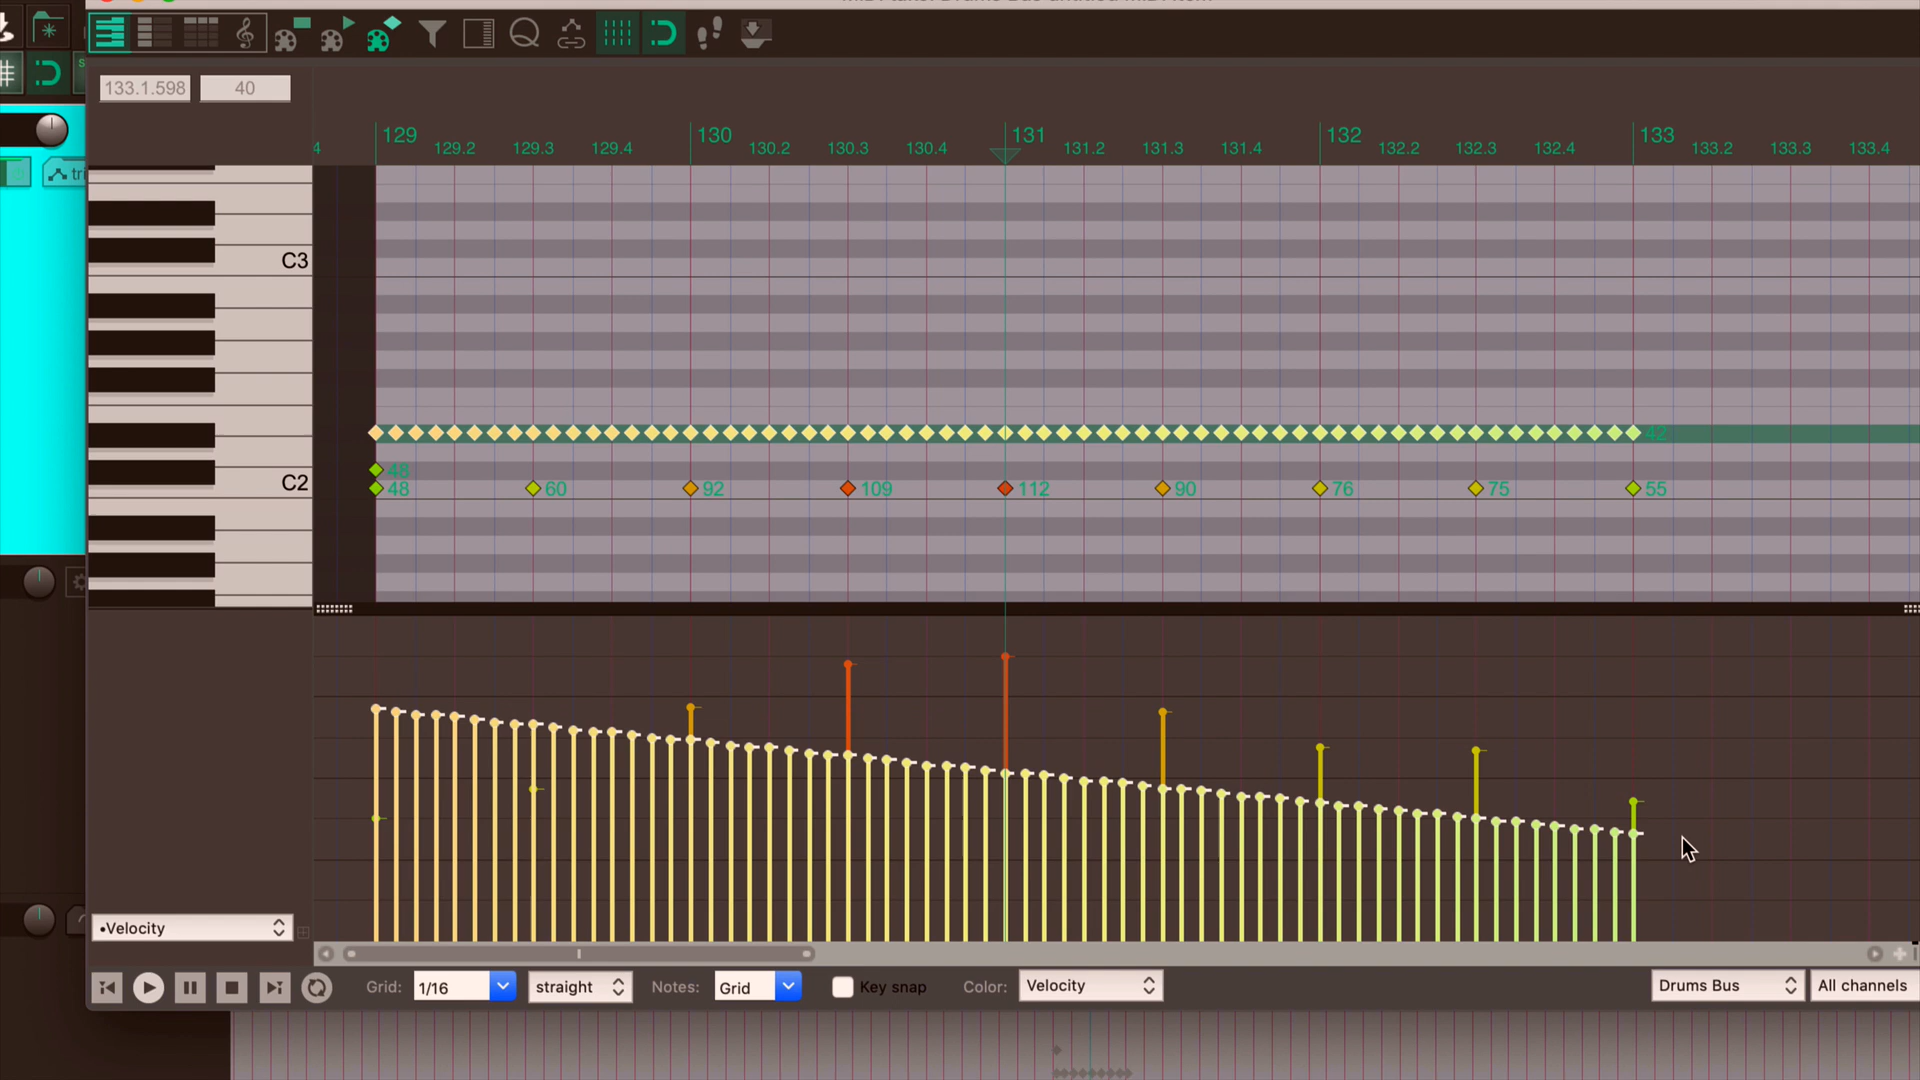 133.1.598 40
129 130 131 132 133
4 129.2 129.3 129.4 130.2 130.3 130.4 131.2 131.3 131.4 132.2 132.3 132.4 133.2 133.3 133.4
tri
C3
42
48
C2
48 60 92 109 112 90 76 75 55
•Velocity
Grid: 1/16 straight Notes: Grid Key snap Color: Velocity Drums Bus All channels